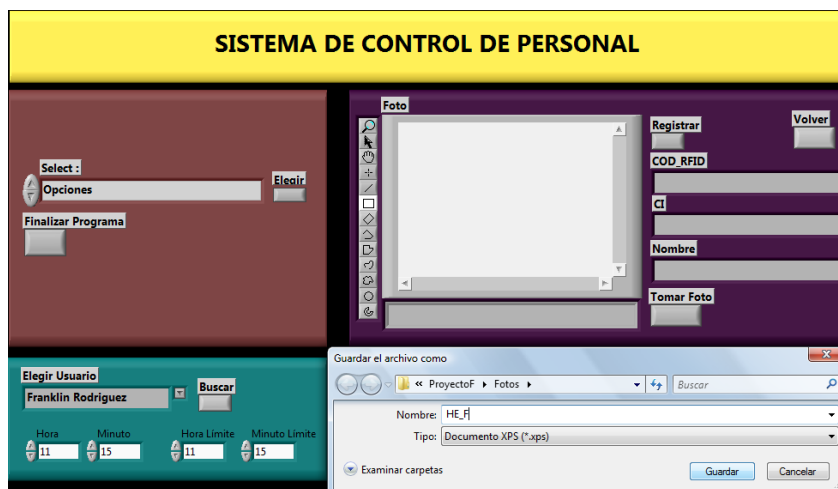 SISTEMA DE CONTROL DE PERSONAL
Select :
Opciones
Elegir
Finalizar Programa
Foto
Registrar
Volver
COD_RFID
CI
Nombre
Tomar Foto
Elegir Usuario
Franklin Rodriguez
Buscar
Hora
Minuto
Hora Límite
Minuto Límite
11
15
11
15
Guardar el archivo como
« ProyectoF Fotos
Buscar
Nombre: HE_F
Tipo: Documento XPS (*.xps)
Examinar carpetas
Guardar
Cancelar